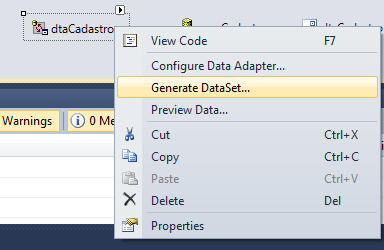 dtaCadastro
View Code F7
Configure Data Adapter...
Generate DataSet...
Preview Data...
Warnings
0 Me
Cut Ctrl+X
Copy Ctrl+C
Paste Ctrl+V
Delete Del
Properties